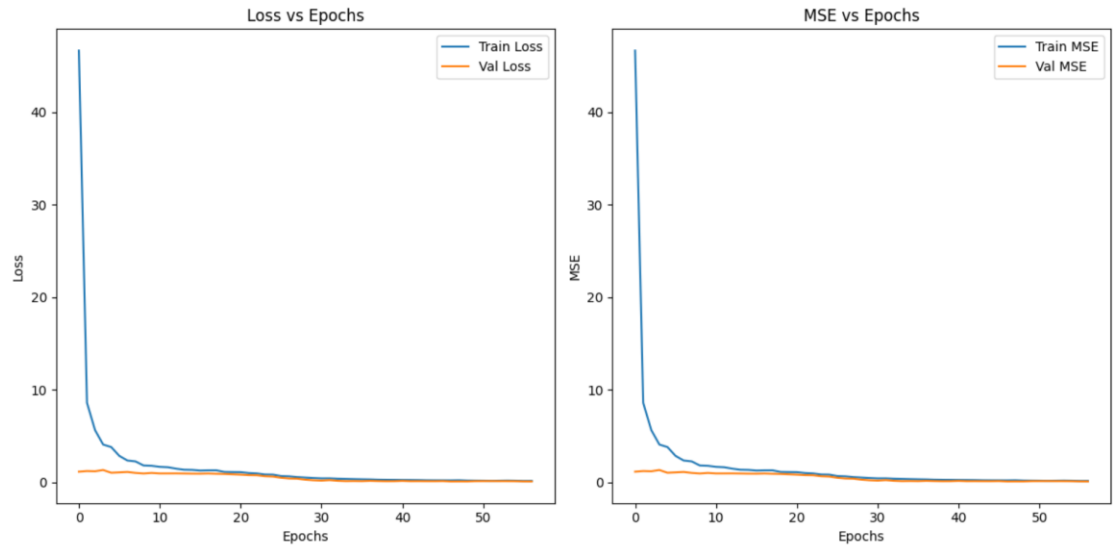 Loss vs Epochs
Train Loss
Val Loss
40
30
20
10
0
Loss
0 10 20 30 40 50
Epochs
MSE vs Epochs
Train MSE
Val MSE
40
30
20
10
0
MSE
0 10 20 30 40 50
Epochs